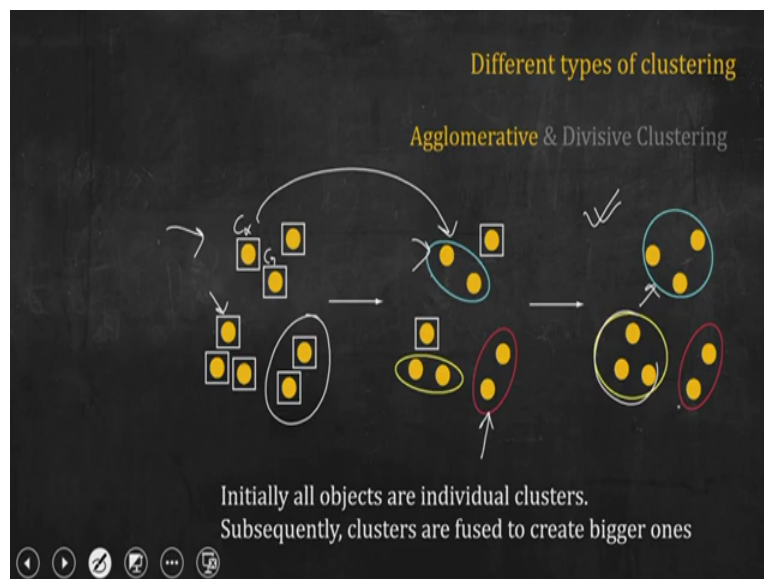 Different types of clustering
Agglomerative & Divisive Clustering
Initially all objects are individual clusters.
Subsequently, clusters are fused to create bigger ones